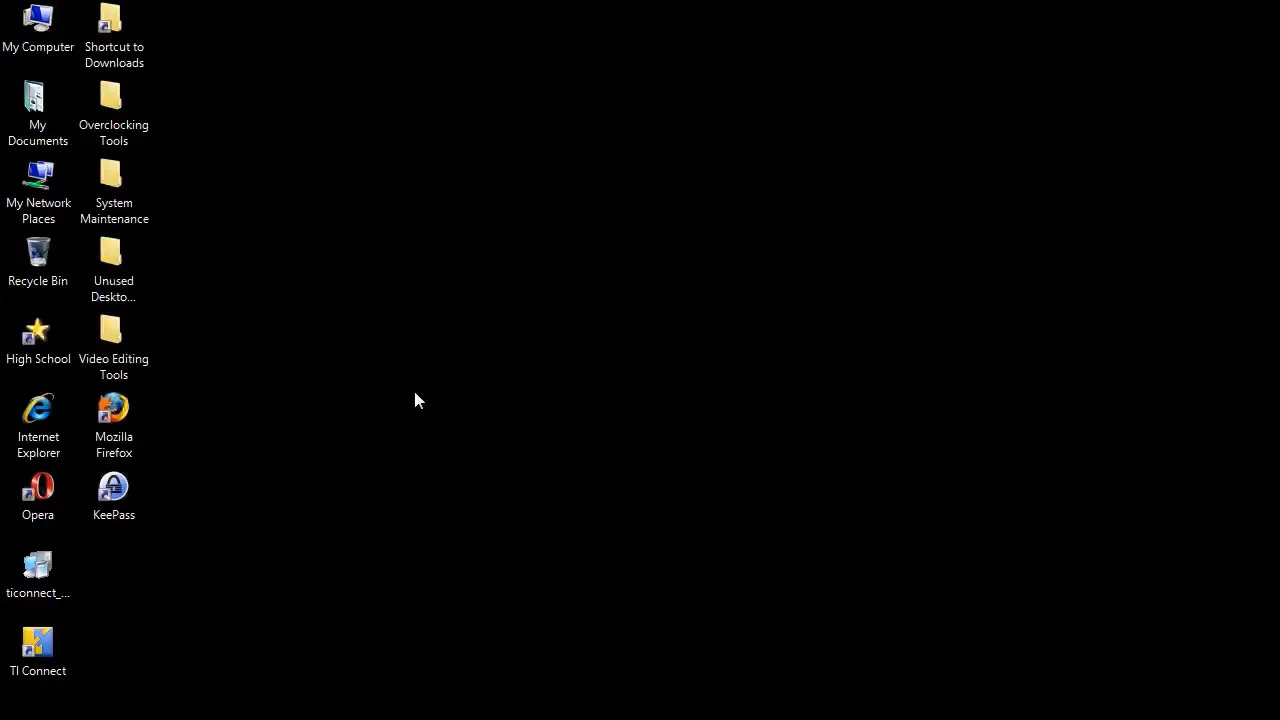 My Computer
Shortcut to
Downloads
My
Documents
Overclocking
Tools
My Network
Places
System
Maintenance
Recycle Bin
Unused
Deskto...
High School
Video Editing
Tools
Internet
Explorer
Mozilla
Firefox
Opera
KeePass
ticonnect_...
TI Connect